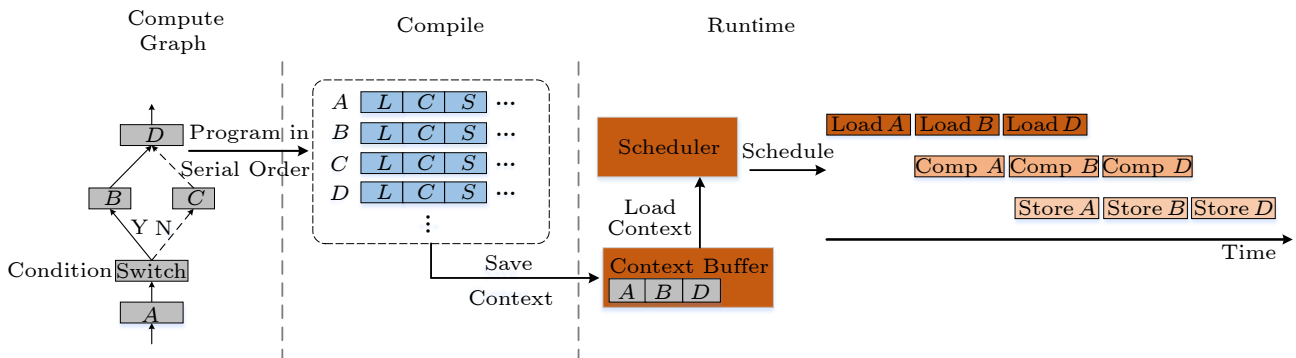 Compute
Graph
Compile
Runtime
D
B
C
Y N
Condition
Switch
A
Program in
Serial Order
A L C S ...
B L C S ...
C L C S ...
D L C S ...
⋮
Save
Context
Scheduler
Load
Context
Context Buffer
A B D
Schedule
Load A Load B Load D
Comp A Comp B Comp D
Store A Store B Store D
Time